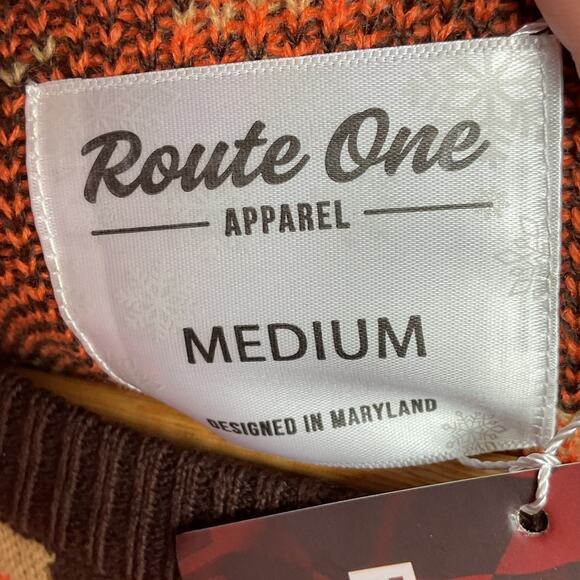 Route One
APPAREL
MEDIUM
DESIGNED IN MARYLAND